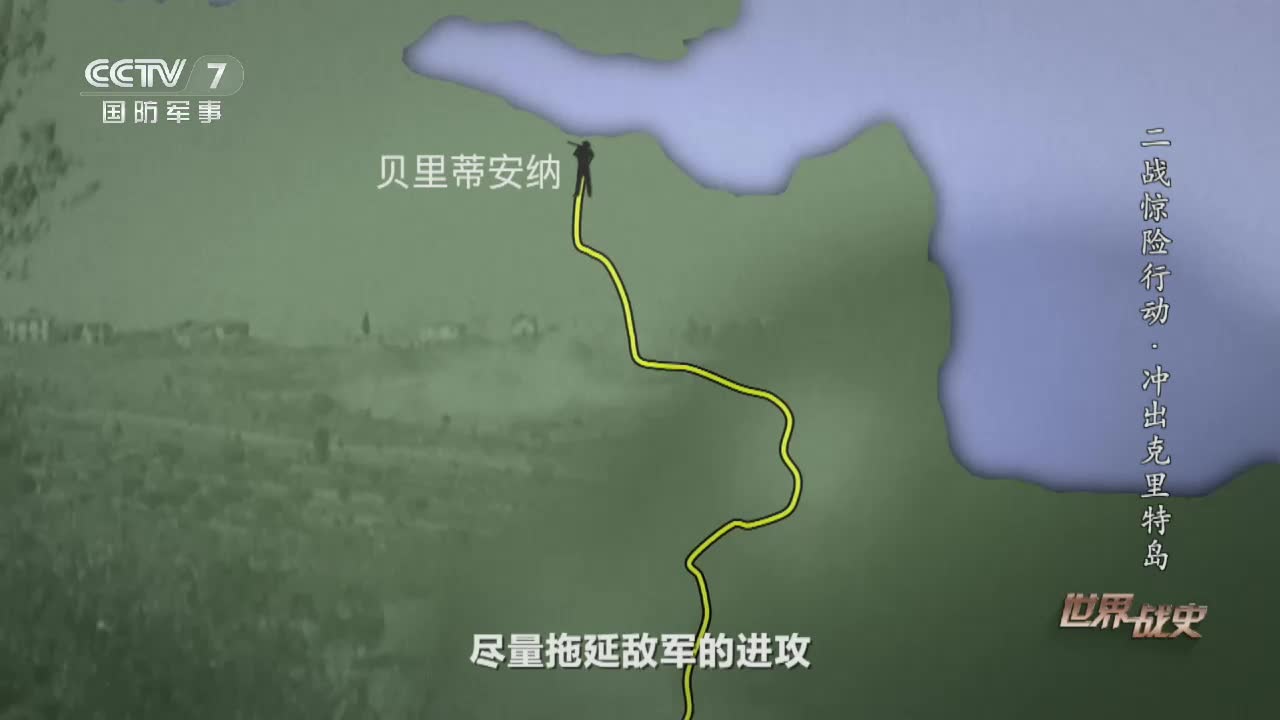 CCTV 7
国防军事
贝里蒂安纳
二战惊险行动·冲出克里特岛
世界战史
尽量拖延敌军的进攻